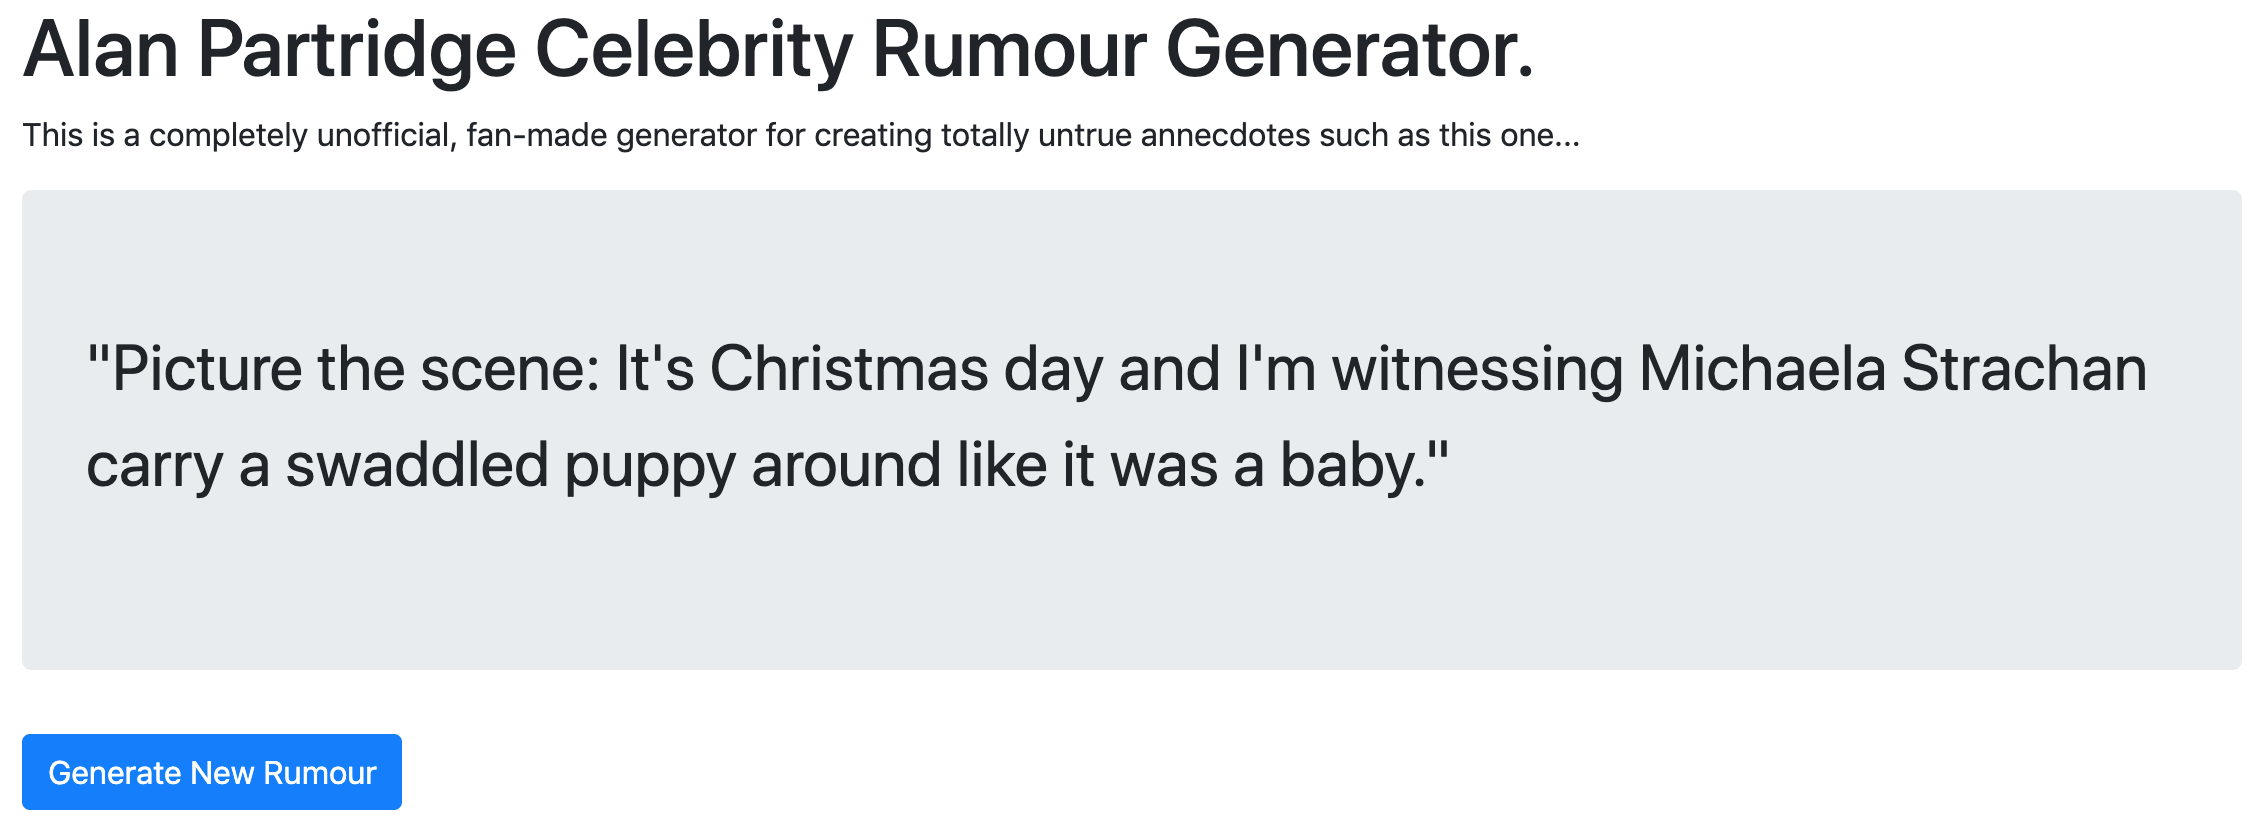 Alan Partridge Celebrity Rumour Generator.
This is a completely unofficial, fan-made generator for creating totally untrue annecdotes such as this one...
"Picture the scene: It's Christmas day and I'm witnessing Michaela Strachan
carry a swaddled puppy around like it was a baby."
Generate New Rumour